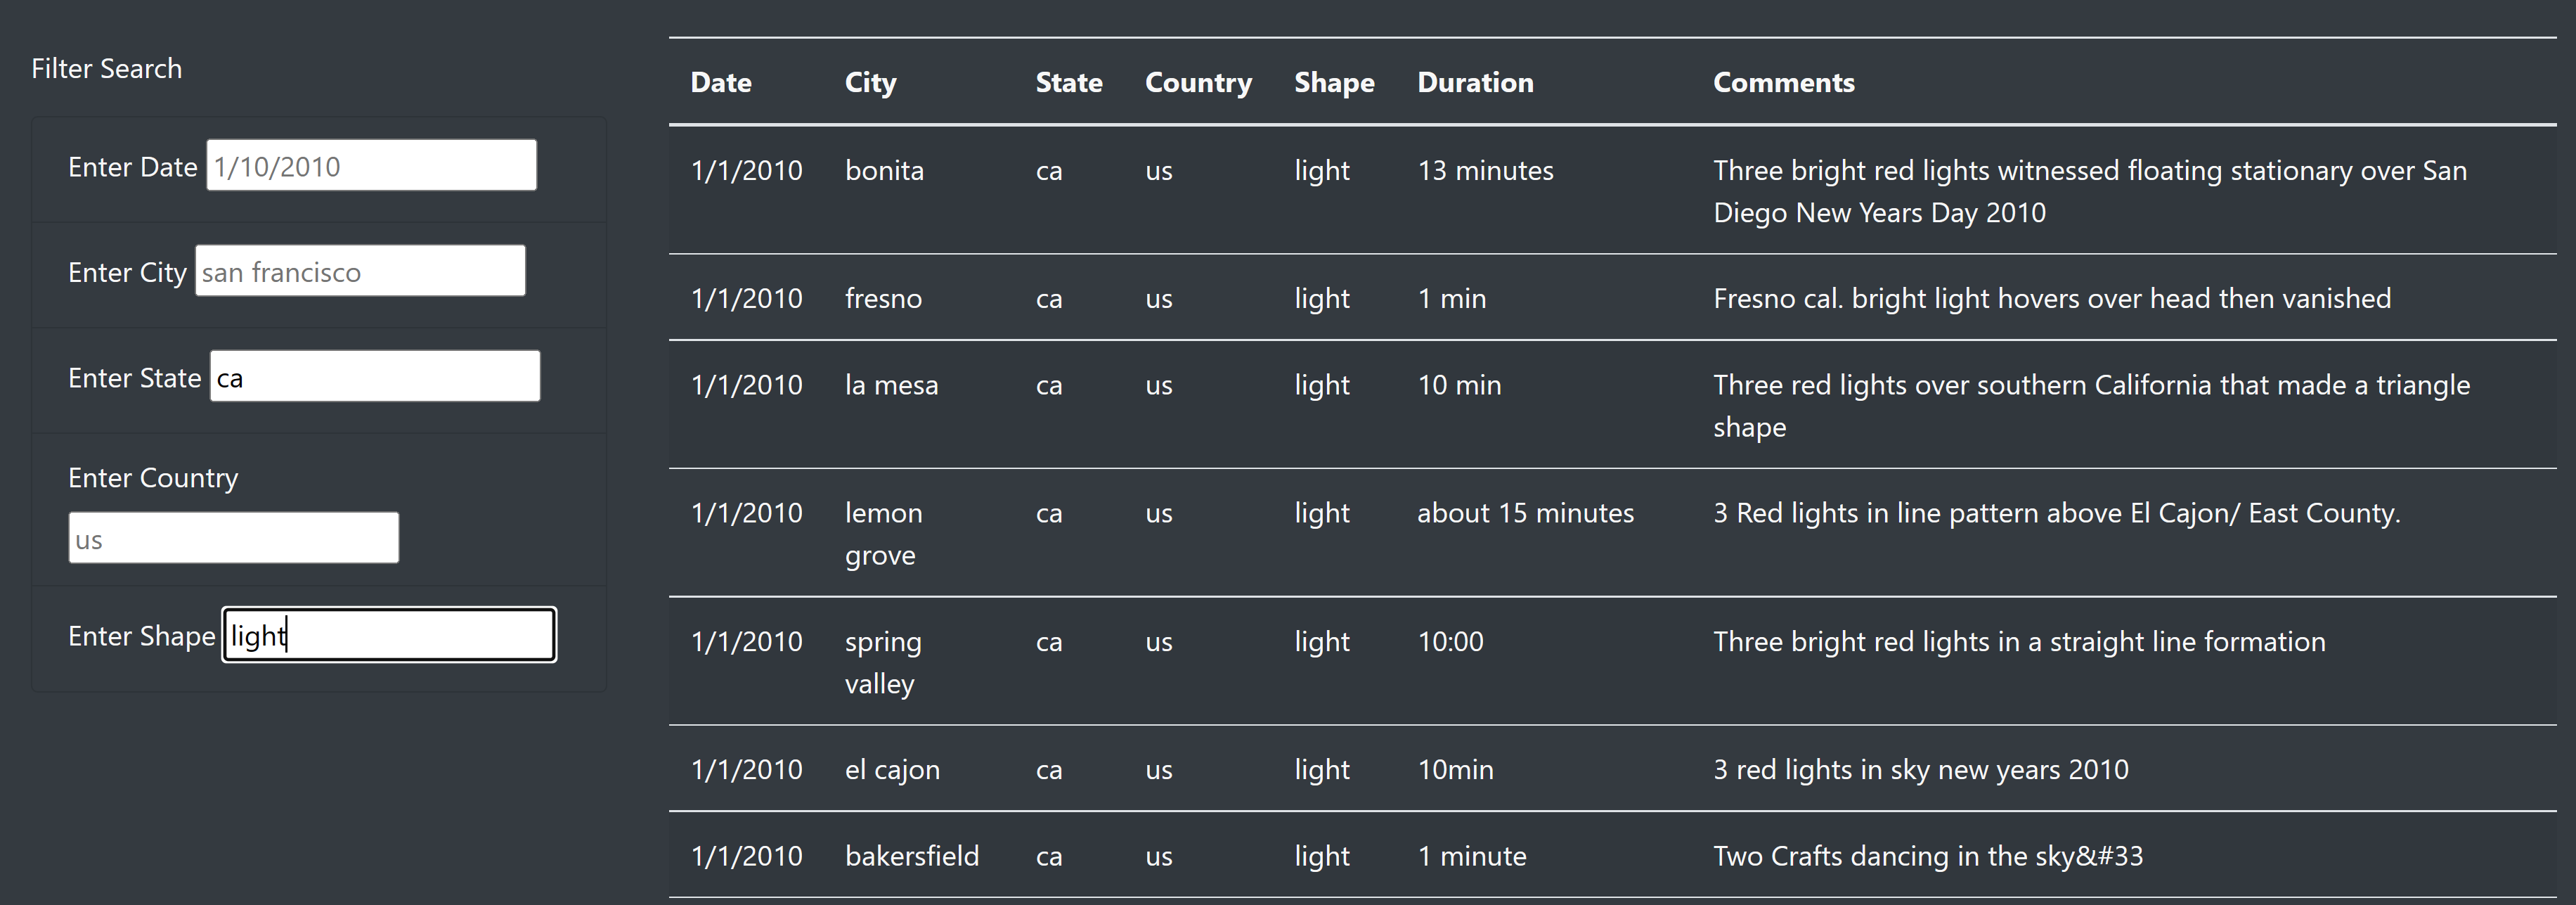 Filter Search
Enter Date 1/10/2010
Enter City san francisco
Enter State ca
Enter Country
us
Enter Shape light
Date City State Country Shape Duration Comments
1/1/2010 bonita ca us light 13 minutes Three bright red lights witnessed floating stationary over San
Diego New Years Day 2010
1/1/2010 fresno ca us light 1 min Fresno cal. bright light hovers over head then vanished
1/1/2010 la mesa ca us light 10 min Three red lights over southern California that made a triangle
shape
1/1/2010 lemon ca us light about 15 minutes 3 Red lights in line pattern above El Cajon/ East County.
grove
1/1/2010 spring ca us light 10:00 Three bright red lights in a straight line formation
valley
1/1/2010 el cajon ca us light 10min 3 red lights in sky new years 2010
1/1/2010 bakersfield ca us light 1 minute Two Crafts dancing in the sky&#33